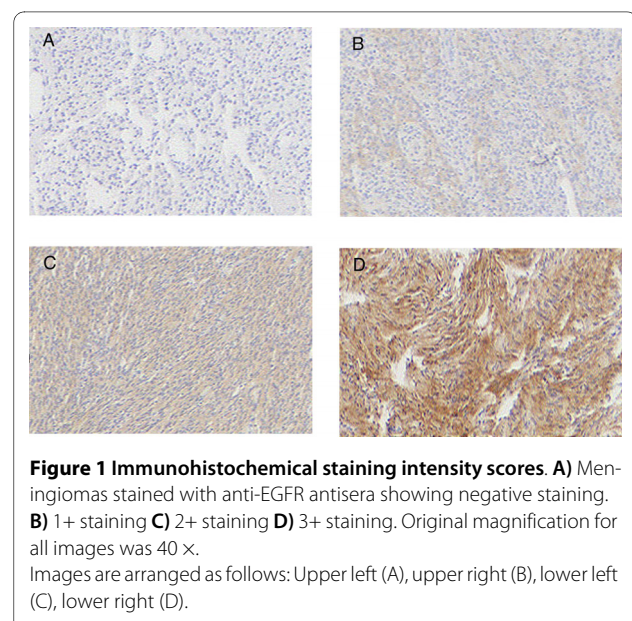 A
B
C
D
Figure 1 Immunohistochemical staining intensity scores. A) Men-
ingiomas stained with anti-EGFR antisera showing negative staining.
B) 1+ staining C) 2+ staining D) 3+ staining. Original magnification for
all images was 40 ×.
Images are arranged as follows: Upper left (A), upper right (B), lower left
(C), lower right (D).